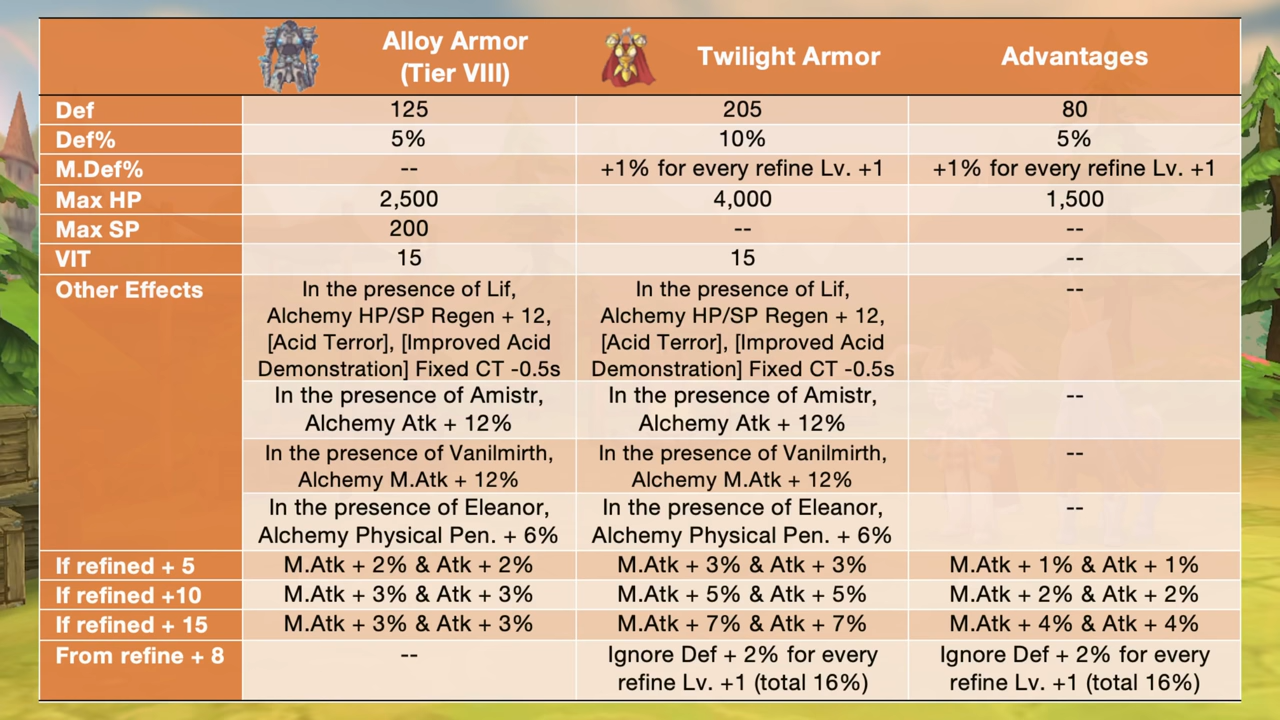 Alloy Armor
(Tier VIII)
Twilight Armor
Advantages
Def
125
205
80
Def%
5%
10%
5%
M.Def%
--
+1% for every refine Lv. +1
+1% for every refine Lv. +1
Max HP
2,500
4,000
1,500
Max SP
200
--
--
VIT
15
15
--
Other Effects
In the presence of Lif,
Alchemy HP/SP Regen + 12,
[Acid Terror], [Improved Acid
Demonstration] Fixed CT -0.5s
In the presence of Lif,
Alchemy HP/SP Regen + 12,
[Acid Terror], [Improved Acid
Demonstration] Fixed CT -0.5s
--
In the presence of Amistr,
Alchemy Atk + 12%
In the presence of Amistr,
Alchemy Atk + 12%
--
In the presence of Vanilmirth,
Alchemy M.Atk + 12%
In the presence of Vanilmirth,
Alchemy M.Atk + 12%
--
In the presence of Eleanor,
Alchemy Physical Pen. + 6%
In the presence of Eleanor,
Alchemy Physical Pen. + 6%
--
If refined + 5
M.Atk + 2% & Atk + 2%
M.Atk + 3% & Atk + 3%
M.Atk + 1% & Atk + 1%
If refined +10
M.Atk + 3% & Atk + 3%
M.Atk + 5% & Atk + 5%
M.Atk + 2% & Atk + 2%
If refined + 15
M.Atk + 3% & Atk + 3%
M.Atk + 7% & Atk + 7%
M.Atk + 4% & Atk + 4%
From refine + 8
--
Ignore Def + 2% for every
refine Lv. +1 (total 16%)
Ignore Def + 2% for every
refine Lv. +1 (total 16%)